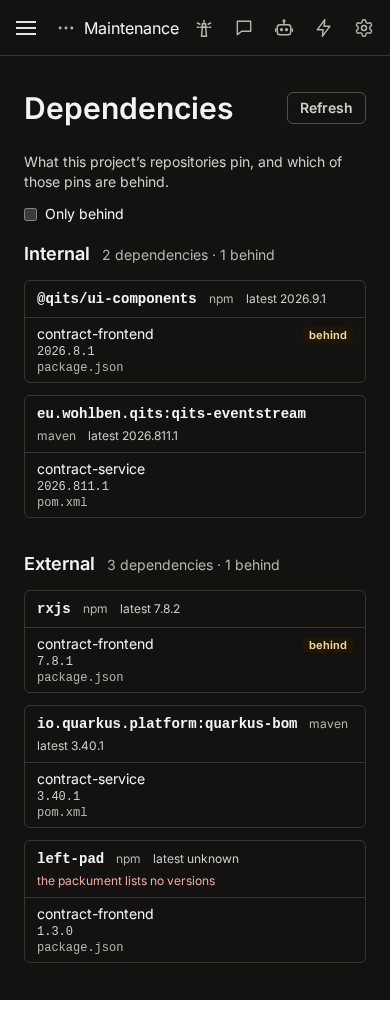 Maintenance
Dependencies
Refresh
What this project’s repositories pin, and which of
those pins are behind.
Only behind
Internal 2 dependencies · 1 behind
@qits/ui-components npm latest 2026.9.1
contract-frontend behind
2026.8.1
package.json
eu.wohlben.qits:qits-eventstream
maven latest 2026.811.1
contract-service
2026.811.1
pom.xml
External 3 dependencies · 1 behind
rxjs npm latest 7.8.2
contract-frontend behind
7.8.1
package.json
io.quarkus.platform:quarkus-bom maven
latest 3.40.1
contract-service
3.40.1
pom.xml
left-pad npm latest unknown
the packument lists no versions
contract-frontend
1.3.0
package.json